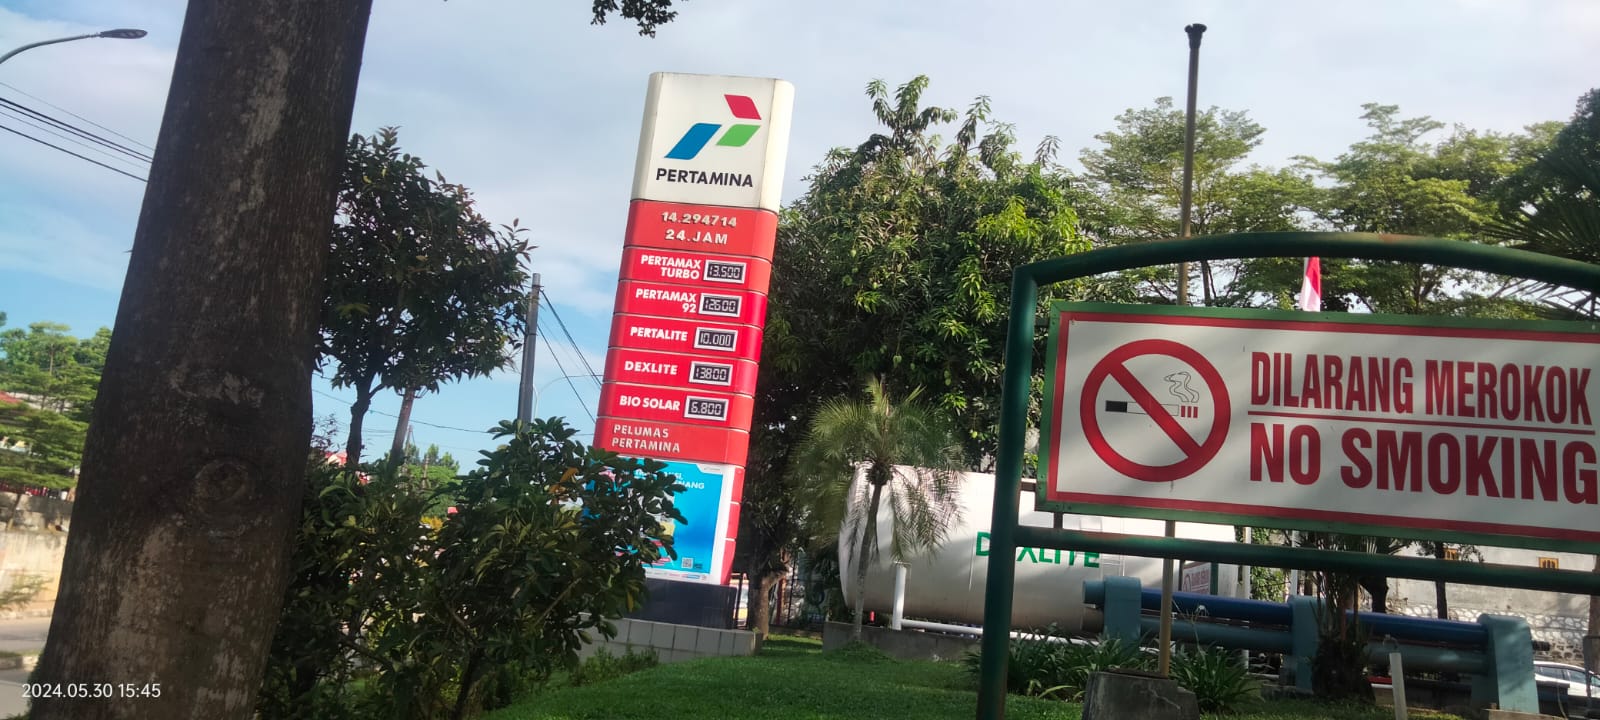 PERTAMINA
14.294714
24.JAM
PERTAMAX
TURBO 13.500
PERTAMAX
92 12.600
PERTALITE 10.000
DEXLITE 13.800
BIO SOLAR 6.800
PELUMAS
PERTAMINA
DEXLITE
DILARANG MEROKOK
NO SMOKING
2024.05.30 15:45